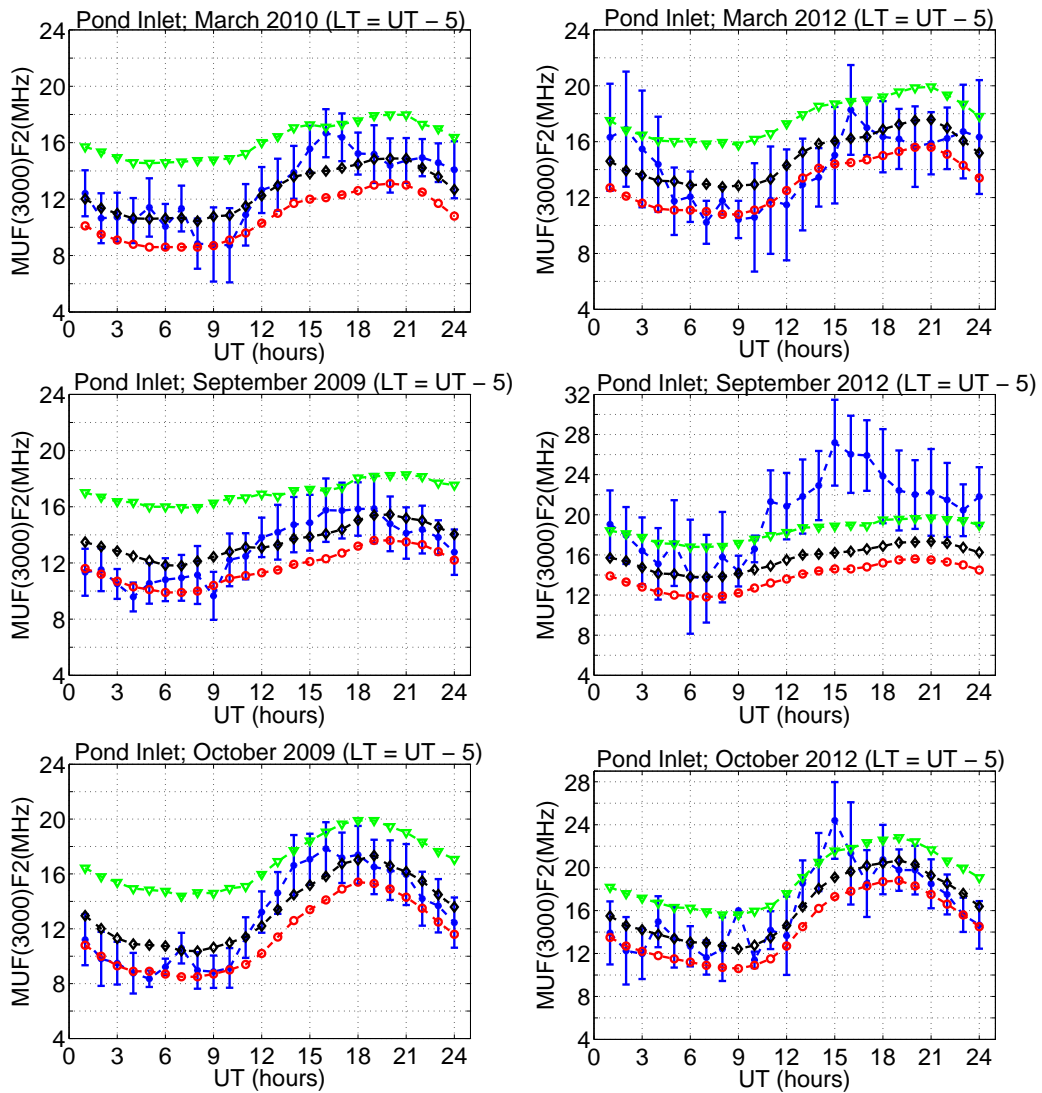 Pond Inlet; March 2010 (LT = UT − 5)
24
20
16
12
8
4
MUF(3000)F2(MHz)
0 3 6 9 12 15 18 21 24
UT (hours)
Pond Inlet; March 2012 (LT = UT − 5)
24
20
16
12
8
4
MUF(3000)F2(MHz)
0 3 6 9 12 15 18 21 24
UT (hours)
Pond Inlet; September 2009 (LT = UT − 5)
24
20
16
12
8
4
MUF(3000)F2(MHz)
0 3 6 9 12 15 18 21 24
UT (hours)
Pond Inlet; September 2012 (LT = UT − 5)
32
28
24
20
16
12
8
4
MUF(3000)F2(MHz)
0 3 6 9 12 15 18 21 24
UT (hours)
Pond Inlet; October 2009 (LT = UT − 5)
24
20
16
12
8
4
MUF(3000)F2(MHz)
0 3 6 9 12 15 18 21 24
UT (hours)
Pond Inlet; October 2012 (LT = UT − 5)
28
24
20
16
12
8
4
MUF(3000)F2(MHz)
0 3 6 9 12 15 18 21 24
UT (hours)